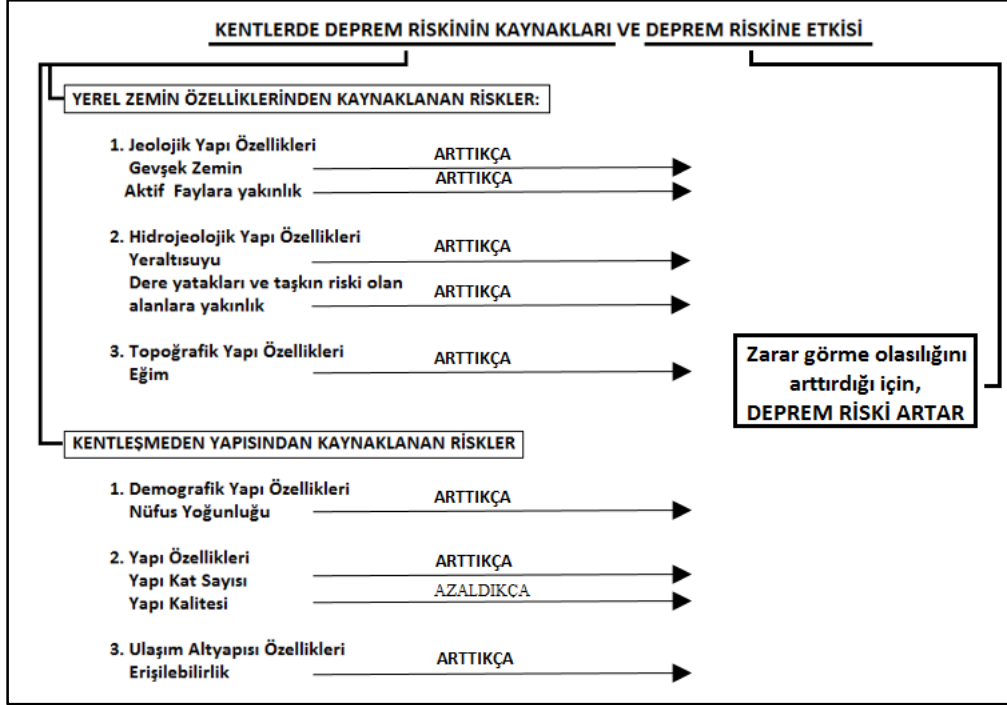 KENTLERDE DEPREM RİSKİNİN KAYNAKLARI VE DEPREM RİSKİNE ETKİSİ
YEREL ZEMİN ÖZELLİKLERİNDEN KAYNAKLANAN RİSKLER:
1. Jeolojik Yapı Özellikleri
Gevşek Zemin ARTTIKÇA
Aktif Faylara yakınlık ARTTIKÇA
2. Hidrojeolojik Yapı Özellikleri
Yeraltısuyu ARTTIKÇA
Dere yatakları ve taşkın riski olan
alanlara yakınlık ARTTIKÇA
3. Topoğrafik Yapı Özellikleri
Eğim ARTTIKÇA
Zarar görme olasılığını
arttırdığı için,
DEPREM RİSKİ ARTAR
KENTLEŞMEDEN YAPISINDAN KAYNAKLANAN RİSKLER
1. Demografik Yapı Özellikleri
Nüfus Yoğunluğu ARTTIKÇA
2. Yapı Özellikleri
Yapı Kat Sayısı ARTTIKÇA
Yapı Kalitesi AZALDIKÇA
3. Ulaşım Altyapısı Özellikleri
Erişilebilirlik ARTTIKÇA